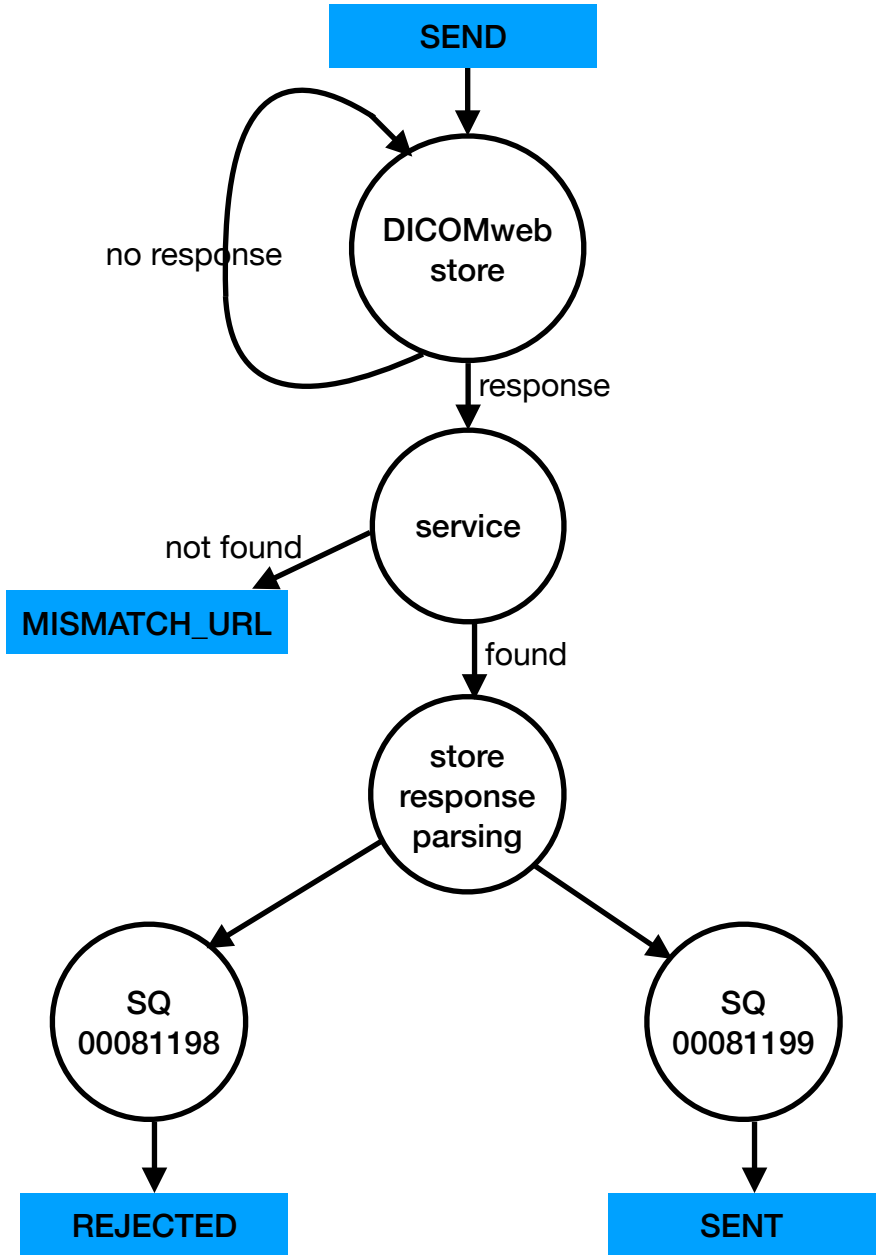 SEND
DICOMweb
store
no response
response
service
not found
MISMATCH_URL
found
store
response
parsing
SQ
00081198
SQ
00081199
REJECTED
SENT